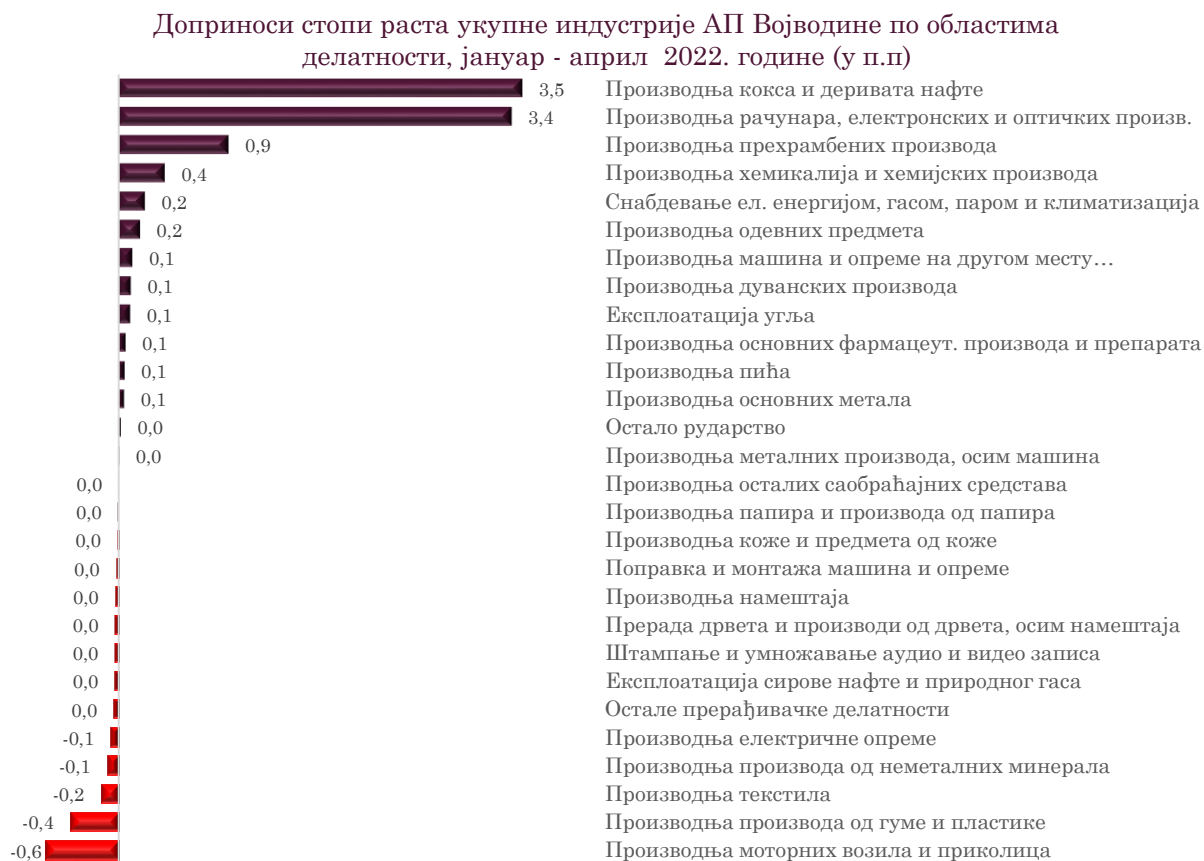 Доприноси стопи раста укупне индустрије АП Војводине по областима
делатности, јануар - април  2022. године (у п.п)
3,5 Производња кокса и деривата нафте
3,4 Производња рачунара, електронских и оптичких произв.
0,9 Производња прехрамбених производа
0,4 Производња хемикалија и хемијских производа
0,2 Снабдевање ел. енергијом, гасом, паром и климатизација
0,2 Производња одевних предмета
0,1 Производња машина и опреме на другом месту…
0,1 Производња дуванских производа
0,1 Експлоатација угља
0,1 Производња основних фармацеут. производа и препарата
0,1 Производња пића
0,1 Производња основних метала
0,0 Остало рударство
0,0 Производња металних производа, осим машина
0,0 Производња осталих саобраћајних средстава
0,0 Производња папира и производа од папира
0,0 Производња коже и предмета од коже
0,0 Поправка и монтажа машина и опреме
0,0 Производња намештаја
0,0 Прерада дрвета и производи од дрвета, осим намештаја
0,0 Штампање и умножавање аудио и видео записа
0,0 Експлоатација сирове нафте и природног гаса
0,0 Остале прерађивачке делатности
-0,1 Производња електричне опреме
-0,1 Производња производа од неметалних минерала
-0,2 Производња текстила
-0,4 Производња производа од гуме и пластике
-0,6 Производња моторних возила и приколица